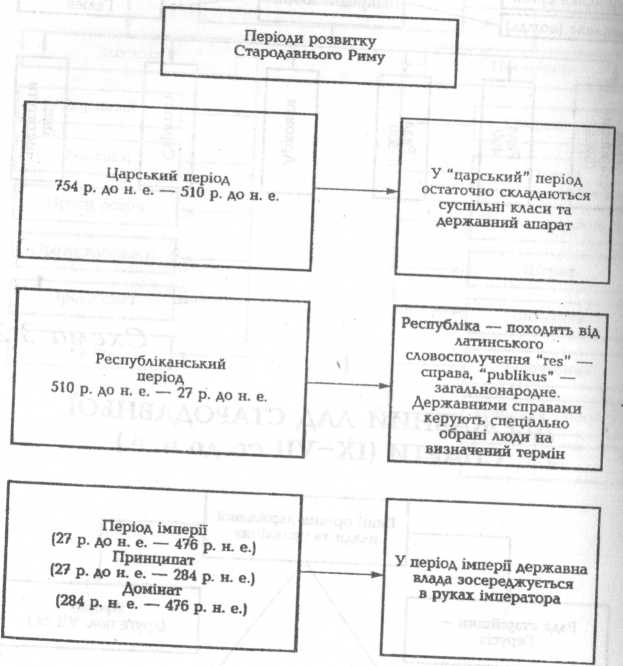 Періоди розвитку
Стародавнього Риму
Царський період
754 р. до н. е. — 510 р. до н. е.
У “царський” період
остаточно складаються
суспільні класи та
державний апарат
Республіканський
період
510 р. до н. е. — 27 р. до н. е.
Республіка — походить від
латинського
словосполучення “res” —
справа, “publikus” —
загальнонародне.
Державними справами
керують спеціально
обрані люди на
визначений термін
Період імперії
(27 р. до н. е. — 476 р. н. е.)
Принципат
(27 р. до н. е. — 284 р. н. е.)
Домінат
(284 р. н. е. — 476 р. н. е.)
У період імперії державна
влада зосереджується
в руках імператора